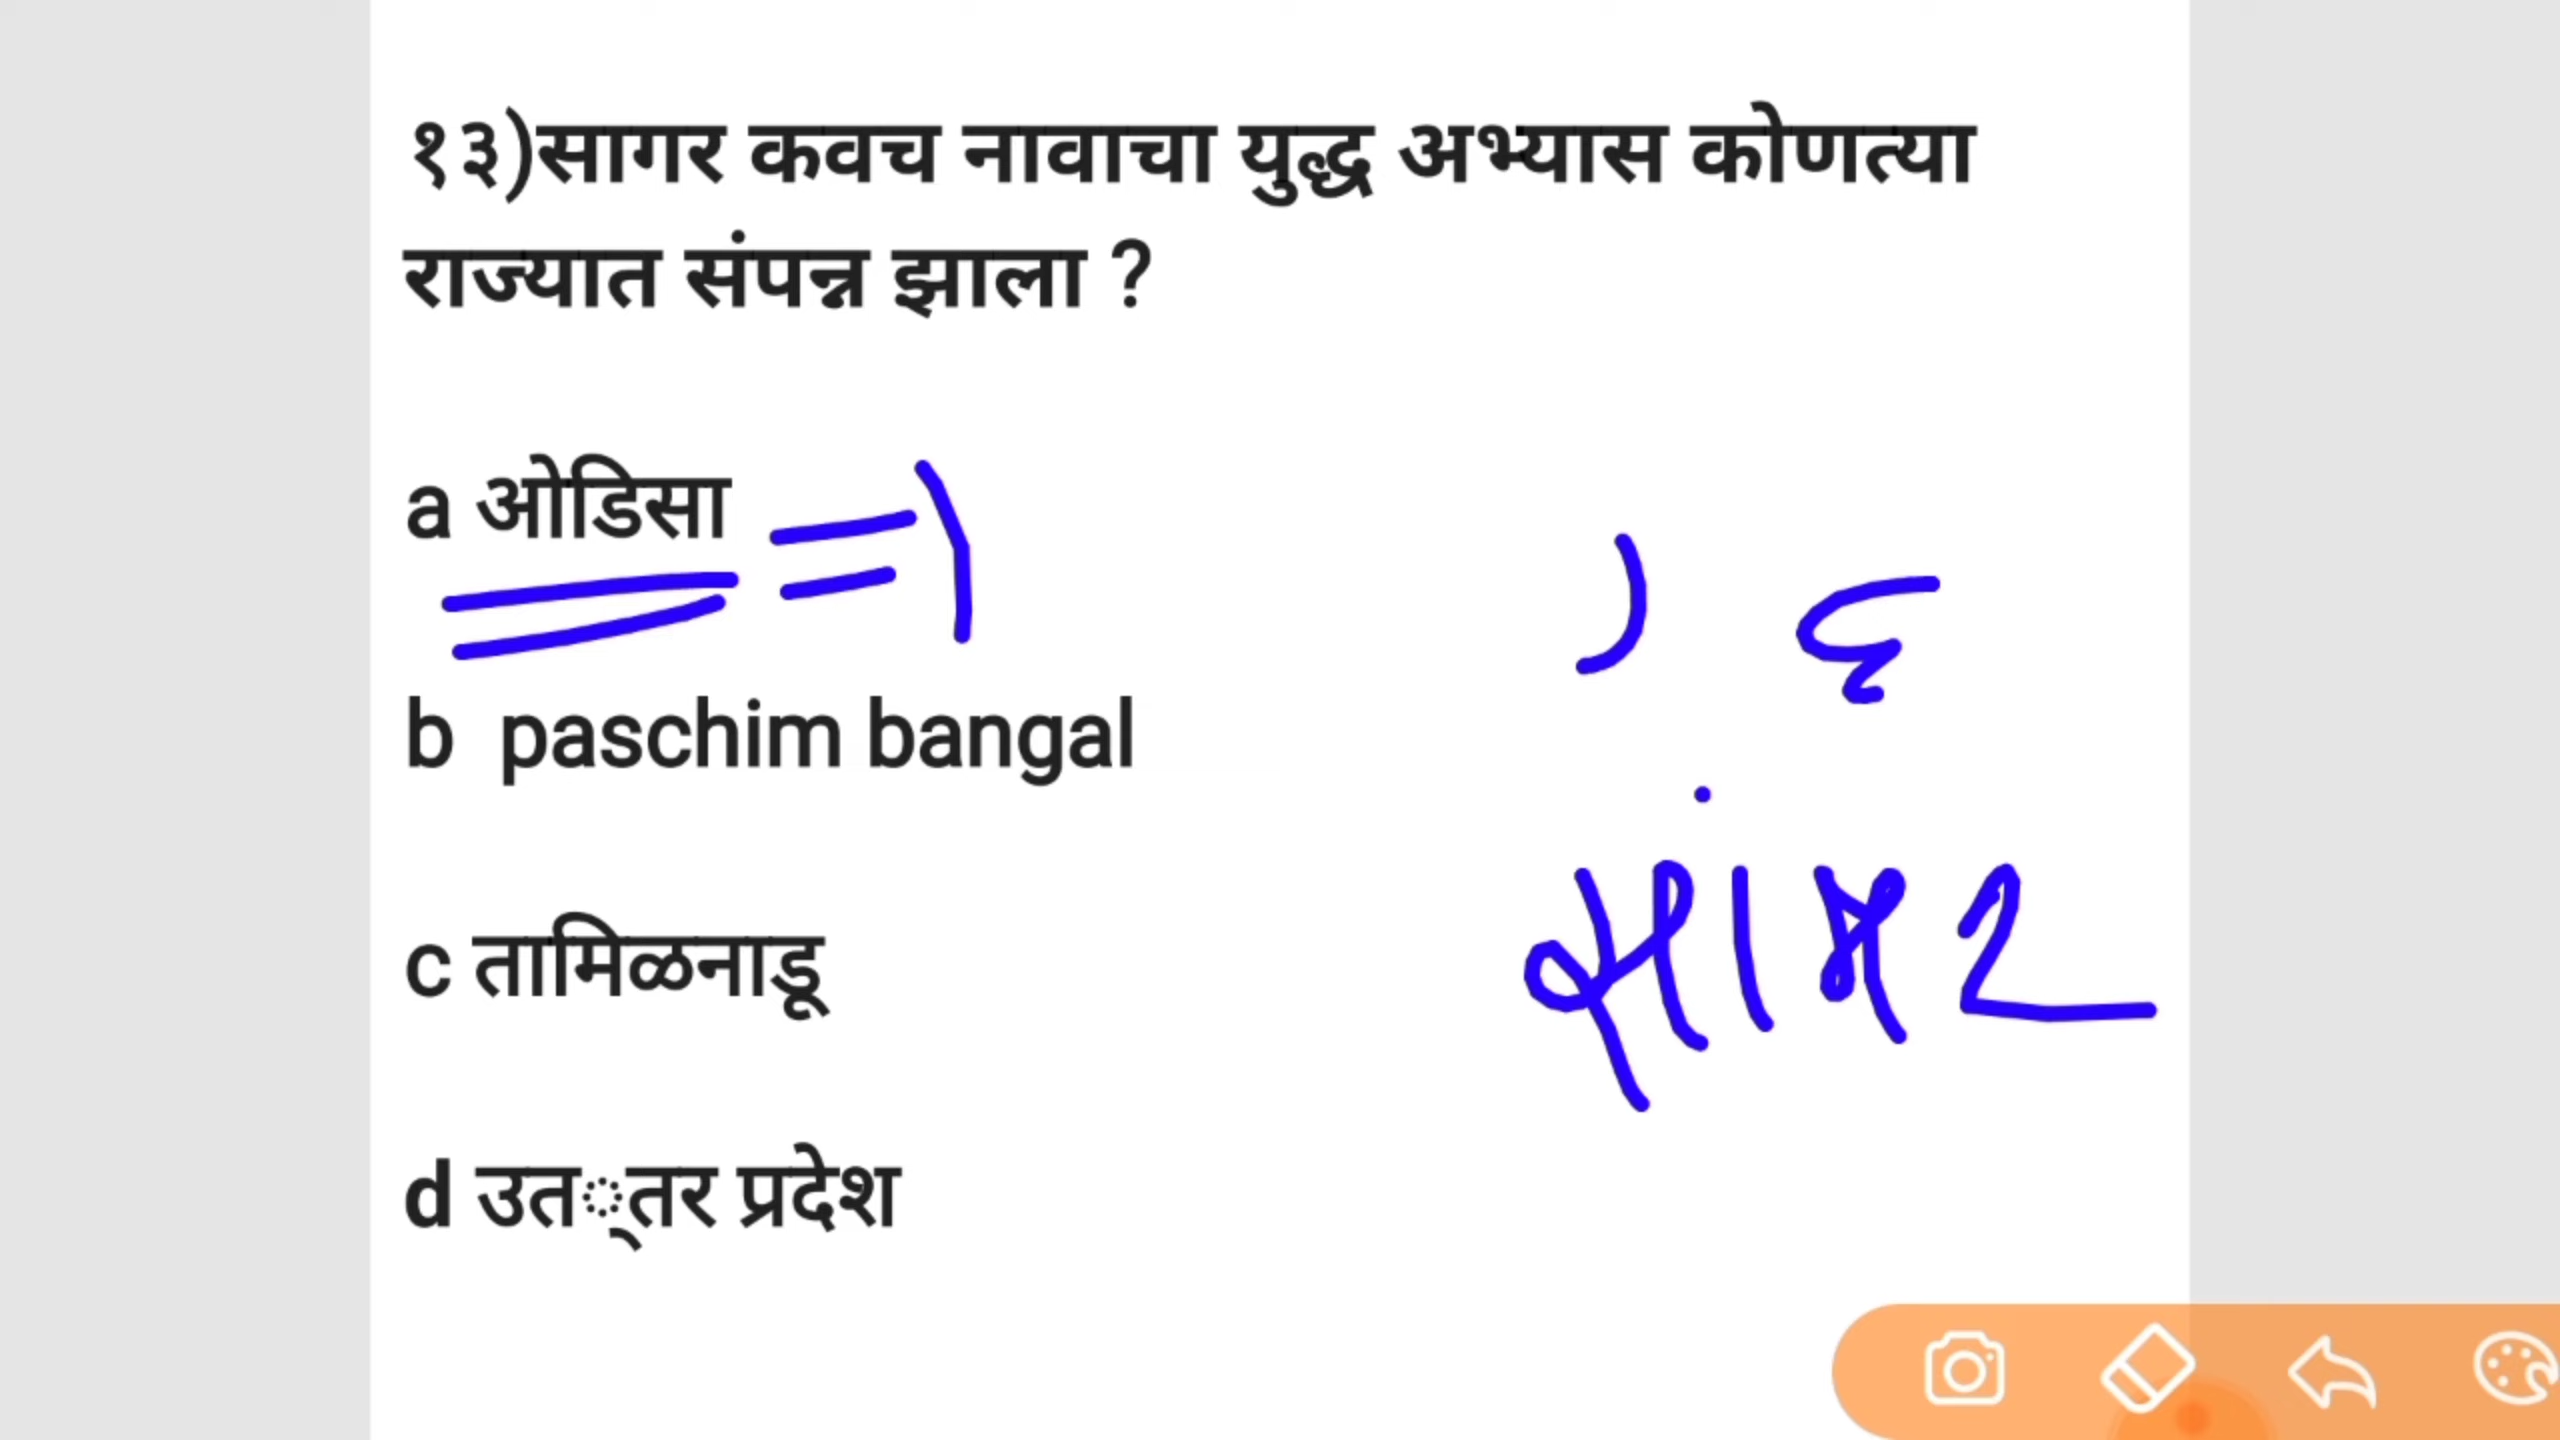 १३)सागर कवच नावाचा युद्ध अभ्यास कोणत्या
राज्यात संपन्न झाला ?
a ओडिसा
b paschim bangal
c तामिळनाडू
d उत◌्तर प्रदेश